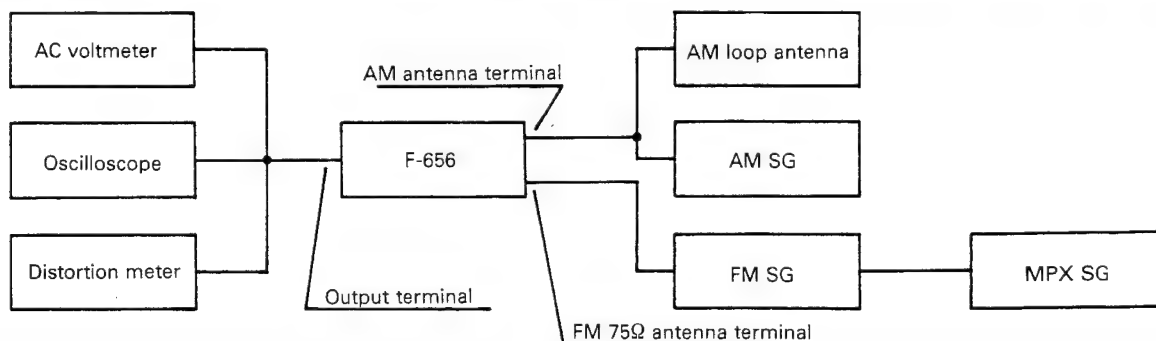 AC voltmeter
AM loop antenna
AM antenna terminal
Oscilloscope
F-656
AM SG
Distortion meter
FM SG
MPX SG
Output terminal
FM 75Ω antenna terminal